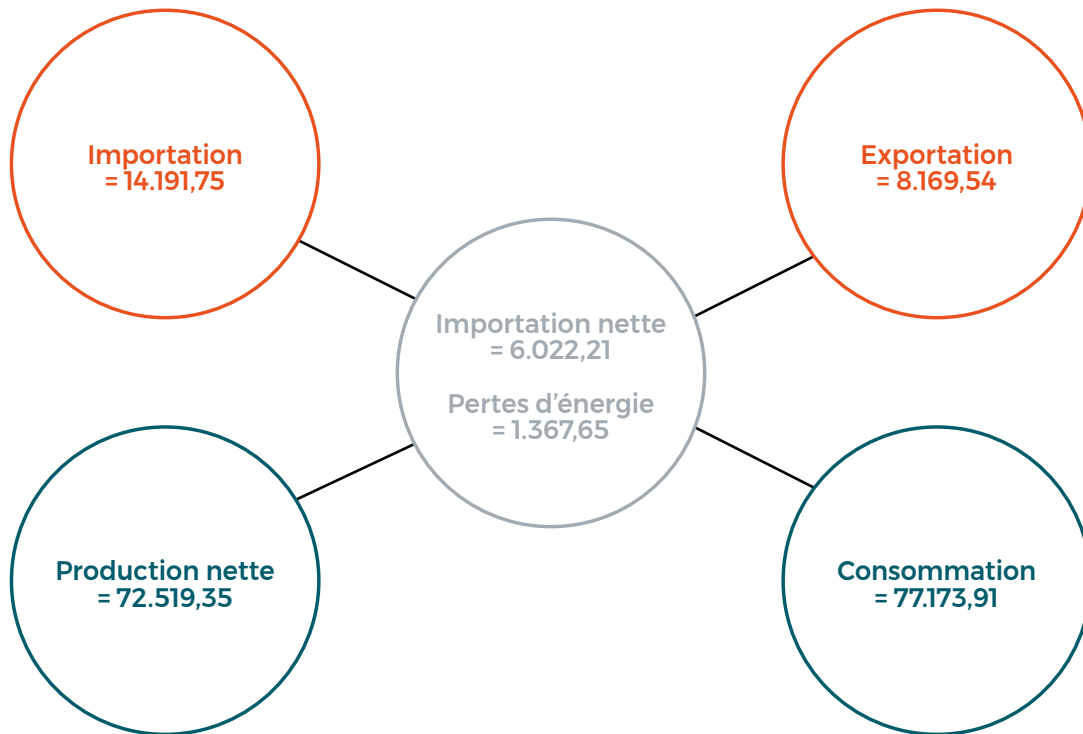 Importation
= 14.191,75
Exportation
= 8.169,54
Importation nette
= 6.022,21
Pertes d’énergie
= 1.367,65
Production nette
= 72.519,35
Consommation
= 77.173,91